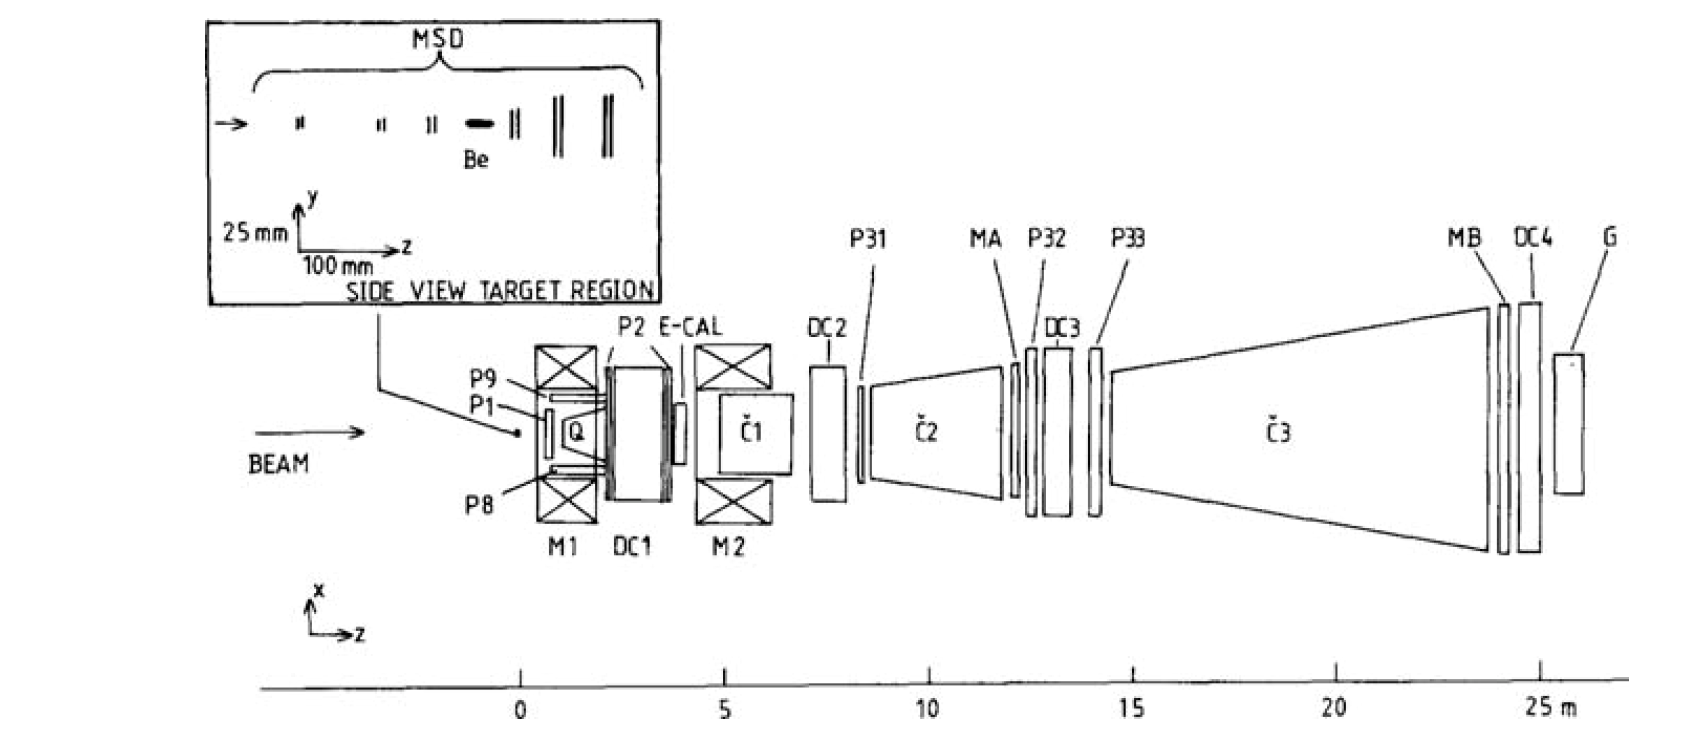 MSD
Be
y
25 mm
z
100 mm
SIDE VIEW TARGET REGION
P31 MA P32 P33 MB DC4 G
P2 E-CAL DC2 DC3
P9
P1
Q Č1 Č2 Č3
BEAM
P8
M1 DC1 M2
x
z
0 5 10 15 20 25 m